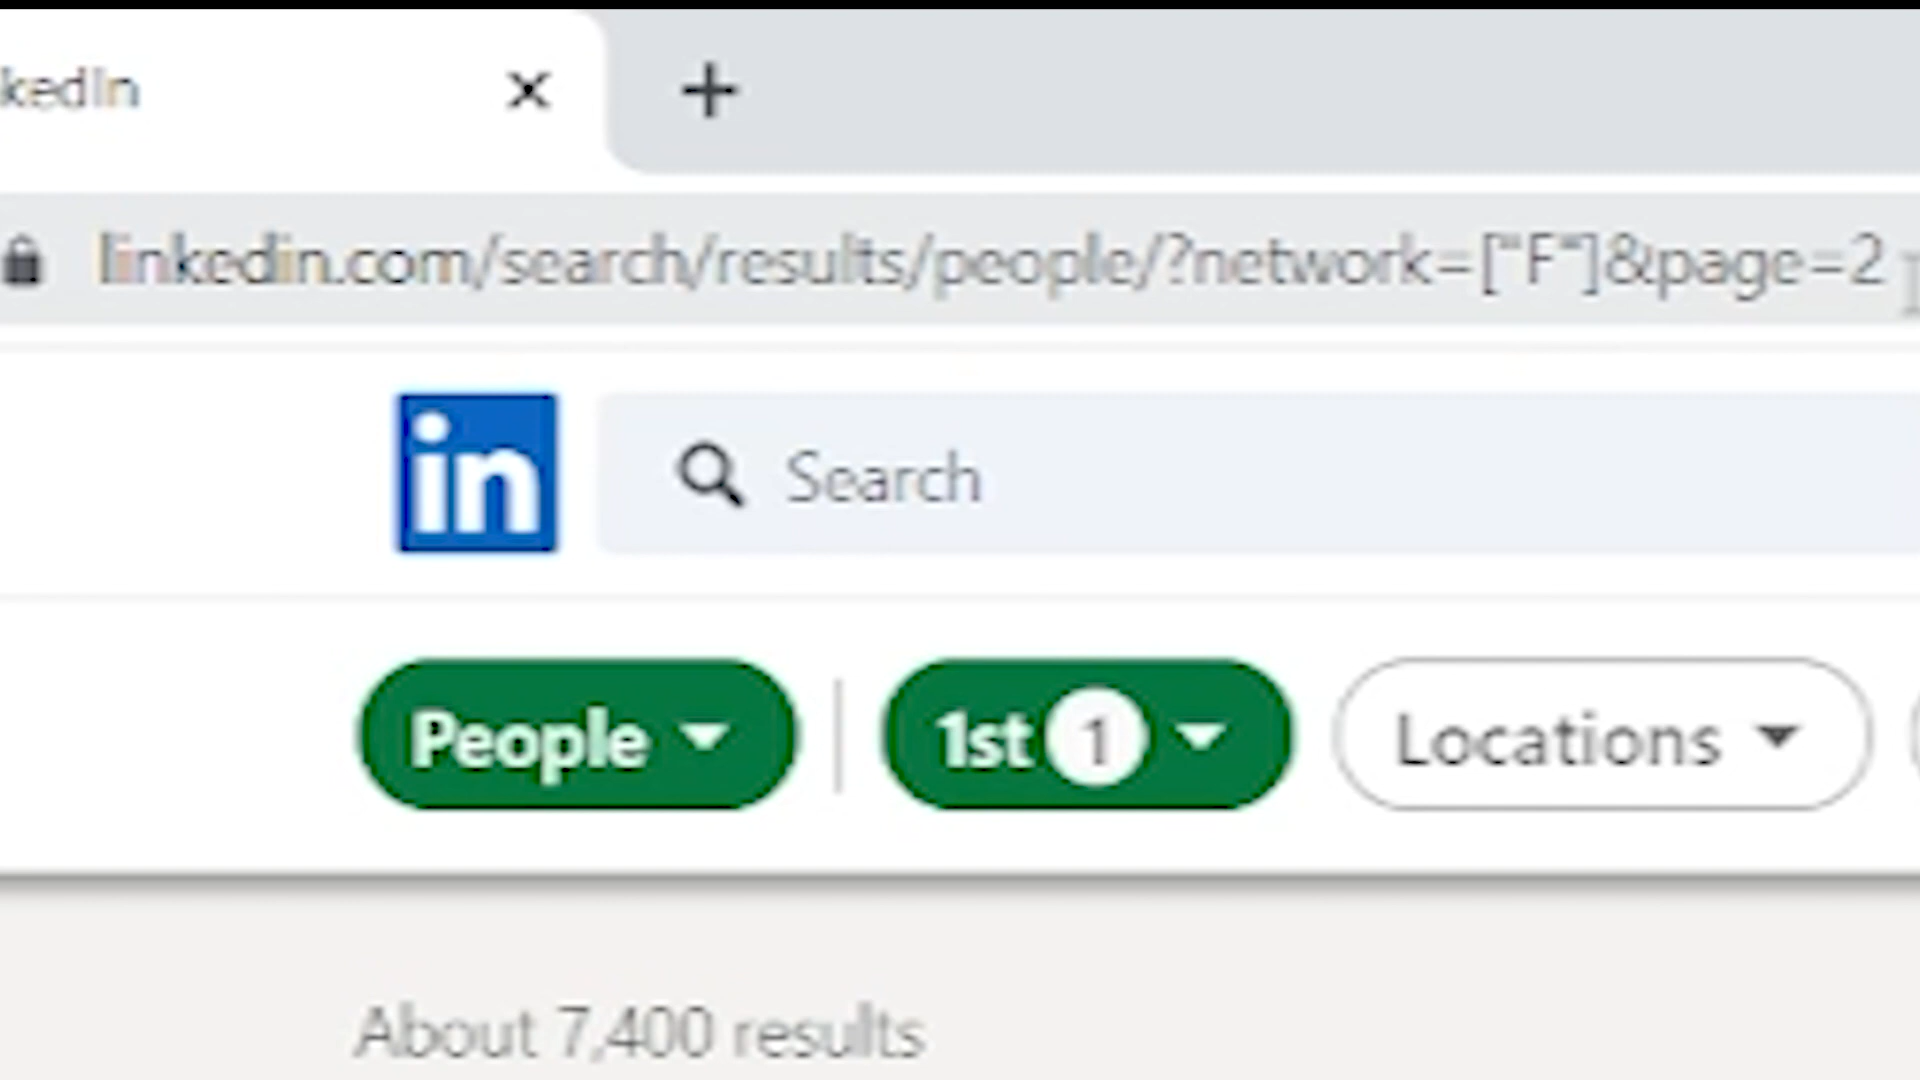 kedIn
linkedin.com/search/results/people/?network=["F"]&page=2
in
Search
People
1st 1
Locations
About 7,400 results